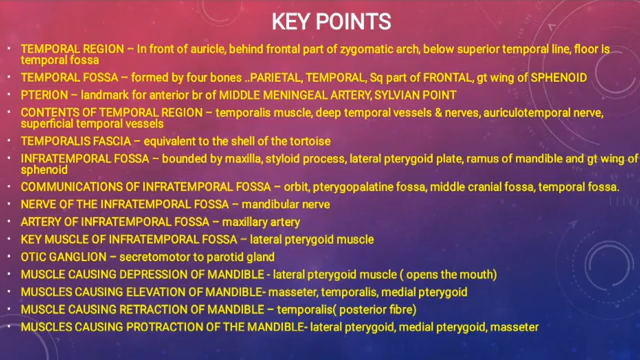 KEY POINTS
• TEMPORAL REGION – In front of auricle, behind frontal part of zygomatic arch, below superior temporal line, floor is
temporal fossa
• TEMPORAL FOSSA – formed by four bones ..PARIETAL, TEMPORAL, Sq part of FRONTAL, gt wing of SPHENOID
• PTERION – landmark for anterior br of MIDDLE MENINGEAL ARTERY, SYLVIAN POINT
• CONTENTS OF TEMPORAL REGION – temporalis muscle, deep temporal vessels & nerves, auriculotemporal nerve,
superficial temporal vessels
• TEMPORALIS FASCIA – equivalent to the shell of the tortoise
• INFRATEMPORAL FOSSA – bounded by maxilla, styloid process, lateral pterygoid plate, ramus of mandible and gt wing of
sphenoid
• COMMUNICATIONS OF INFRATEMPORAL FOSSA – orbit, pterygopalatine fossa, middle cranial fossa, temporal fossa.
• NERVE OF THE INFRATEMPORAL FOSSA – mandibular nerve
• ARTERY OF INFRATEMPORAL FOSSA – maxillary artery
• KEY MUSCLE OF INFRATEMPORAL FOSSA – lateral pterygoid muscle
• OTIC GANGLION – secretomotor to parotid gland
• MUSCLE CAUSING DEPRESSION OF MANDIBLE - lateral pterygoid muscle ( opens the mouth)
• MUSCLES CAUSING ELEVATION OF MANDIBLE- masseter, temporalis, medial pterygoid
• MUSCLE CAUSING RETRACTION OF MANDIBLE – temporalis( posterior fibre)
• MUSCLES CAUSING PROTRACTION OF THE MANDIBLE- lateral pterygoid, medial pterygoid, masseter